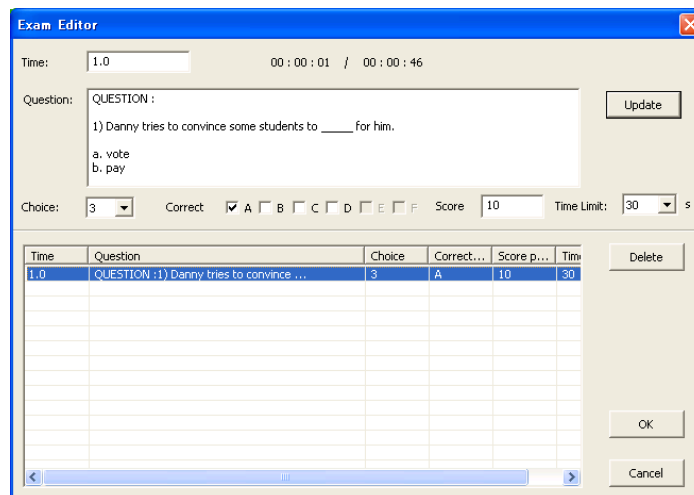 Exam Editor
Time: 1.0 00 : 00 : 01 / 00 : 00 : 46
Question: QUESTION :
1) Danny tries to convince some students to _____ for him.
a. vote
b. pay
Update
Choice: 3 Correct A B C D E F Score 10 Time Limit: 30 s
Time Question Choice Correct... Score p... Tim
1.0 QUESTION :1) Danny tries to convince ... 3 A 10 30
Delete
OK
Cancel